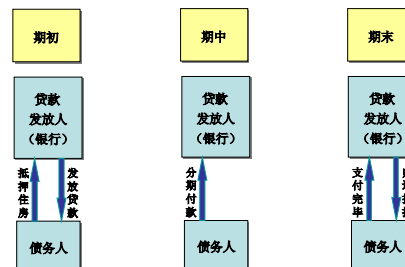 期初
期中
期末
贷款
发放人
（银行）
贷款
发放人
（银行）
贷款
发放人
（银行）
抵押住房
发放贷款
分期付款
支付完毕
债务人
债务人
债务人